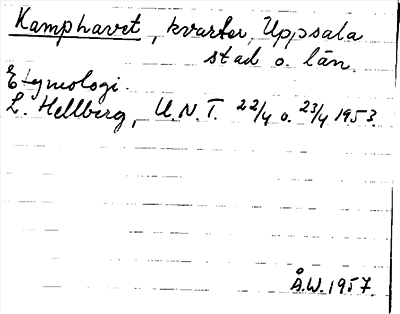 Kamphavet, kvarter, Uppsala
stad o. län.
Etymologi.
L. Hellberg, U.N.T. 22/4 o. 23/4 1953.
Å.W. 1957.